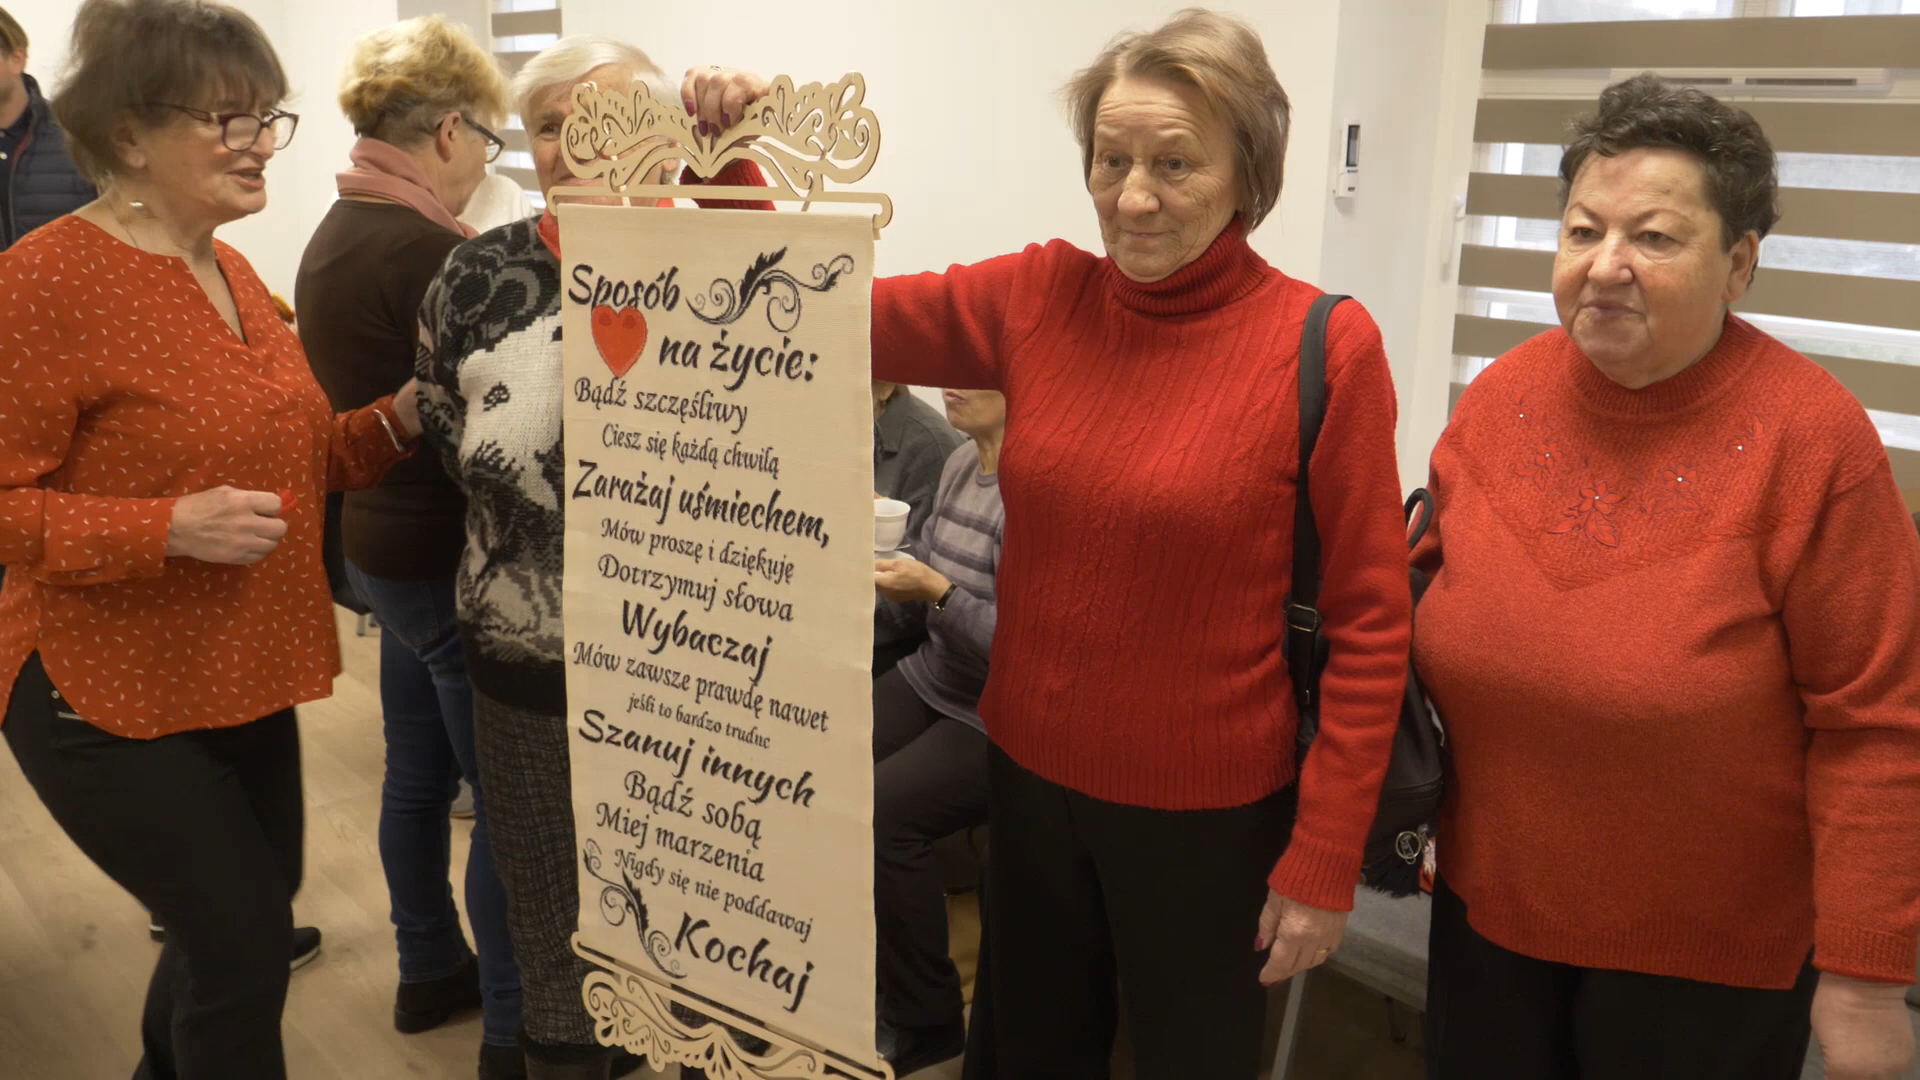 Sposób
na życie:
Bądź szczęśliwy
Ciesz się każdą chwilą
Zarażaj uśmiechem,
Mów proszę i dziękuję
Dotrzymuj słowa
Wybaczaj
Mów zawsze prawdę nawet
jeśli to bardzo trudne
Szanuj innych
Bądź sobą
Miej marzenia
Nigdy się nie poddawaj
Kochaj